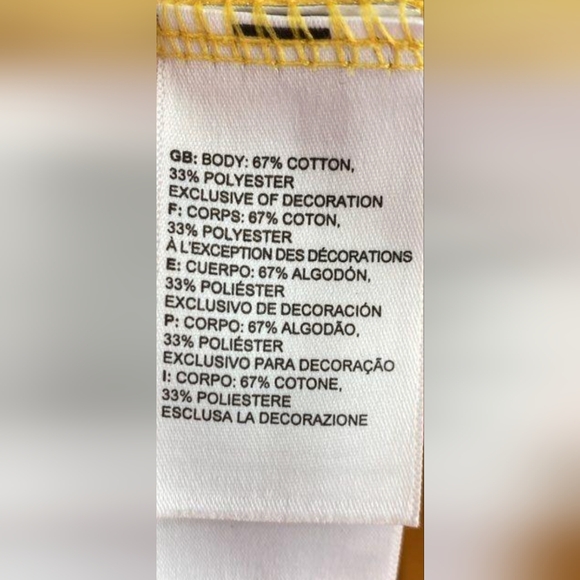 GB: BODY: 67% COTTON,
33% POLYESTER
EXCLUSIVE OF DECORATION
F: CORPS: 67% COTON,
33% POLYESTER
À L'EXCEPTION DES DÉCORATIONS
E: CUERPO: 67% ALGODÓN,
33% POLIÉSTER
EXCLUSIVO DE DECORACIÓN
P: CORPO: 67% ALGODÃO,
33% POLIÉSTER
EXCLUSIVO PARA DECORAÇÃO
I: CORPO: 67% COTONE,
33% POLIESTERE
ESCLUSA LA DECORAZIONE